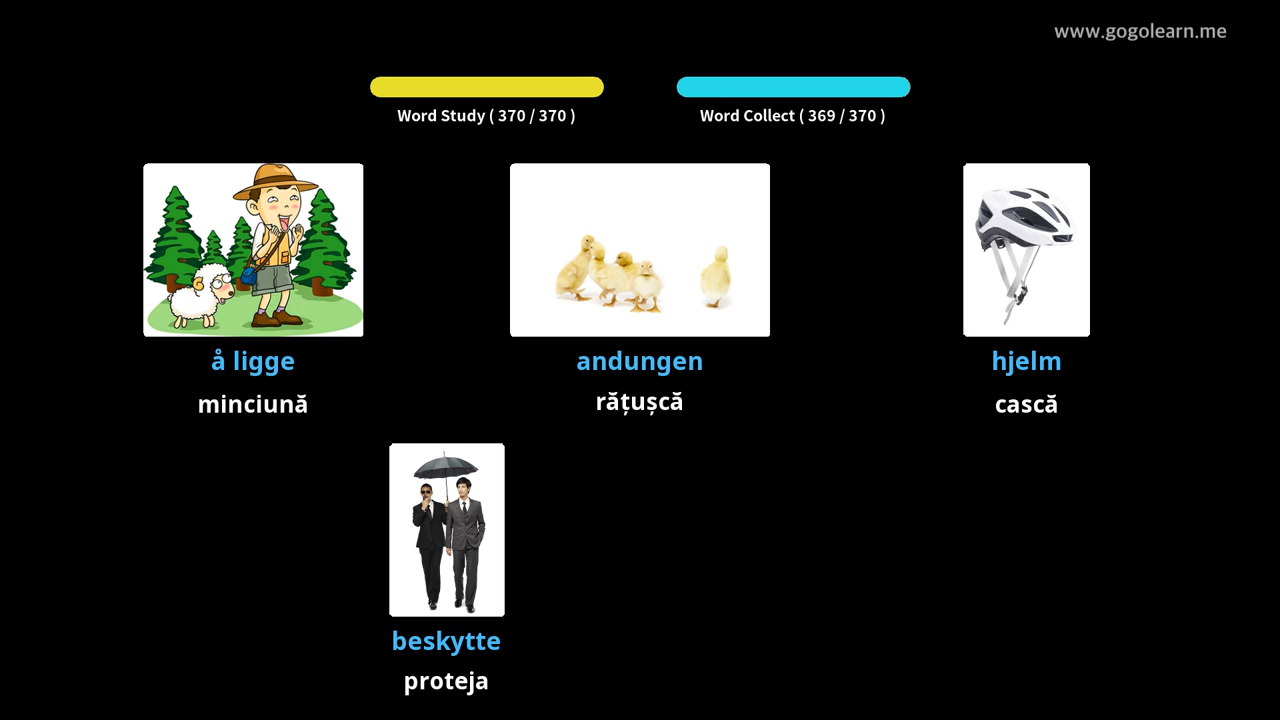 www.gogolearn.me
Word Study ( 370 / 370 )
Word Collect ( 369 / 370 )
å ligge
andungen
hjelm
minciună
rățușcă
cască
beskytte
proteja